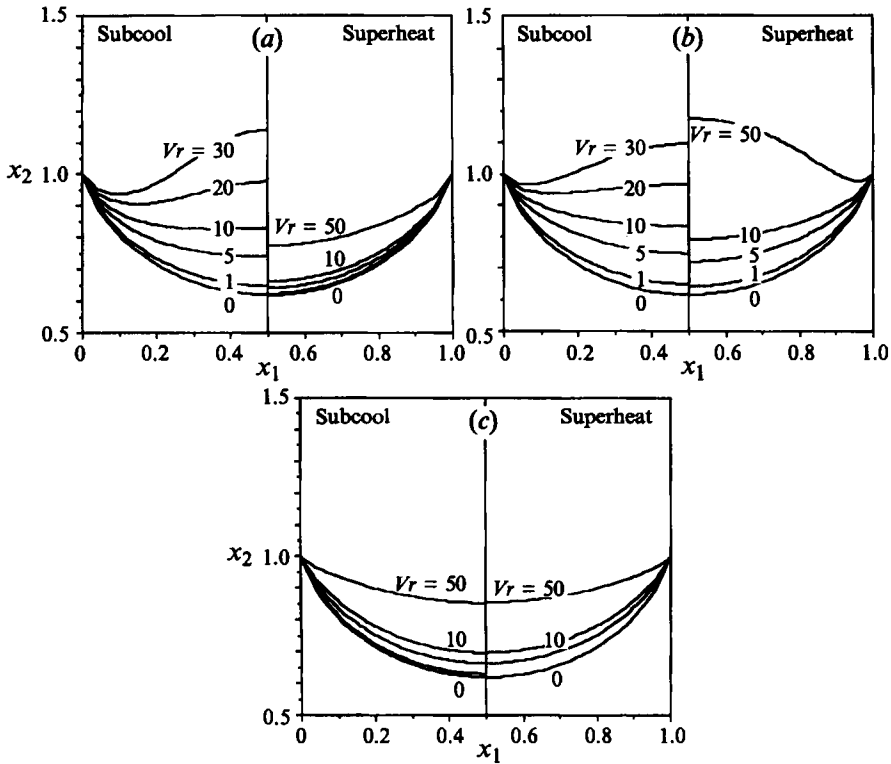 1.5
Subcool (a) Superheat
Vr = 30
x2 1.0
20
10
Vr = 50
5
10
1
0 0
0.5
0 0.2 0.4 0.6 0.8 1.0
x1
1.5
Subcool (b) Superheat
Vr = 30 Vr = 50
1.0
20
10 10
5 5
1 1
0 0
0.5
0 0.2 0.4 0.6 0.8 1.0
x1
1.5
Subcool (c) Superheat
x2 1.0
Vr = 50 Vr = 50
10 10
0 0
0.5
0 0.2 0.4 0.6 0.8 1.0
x1